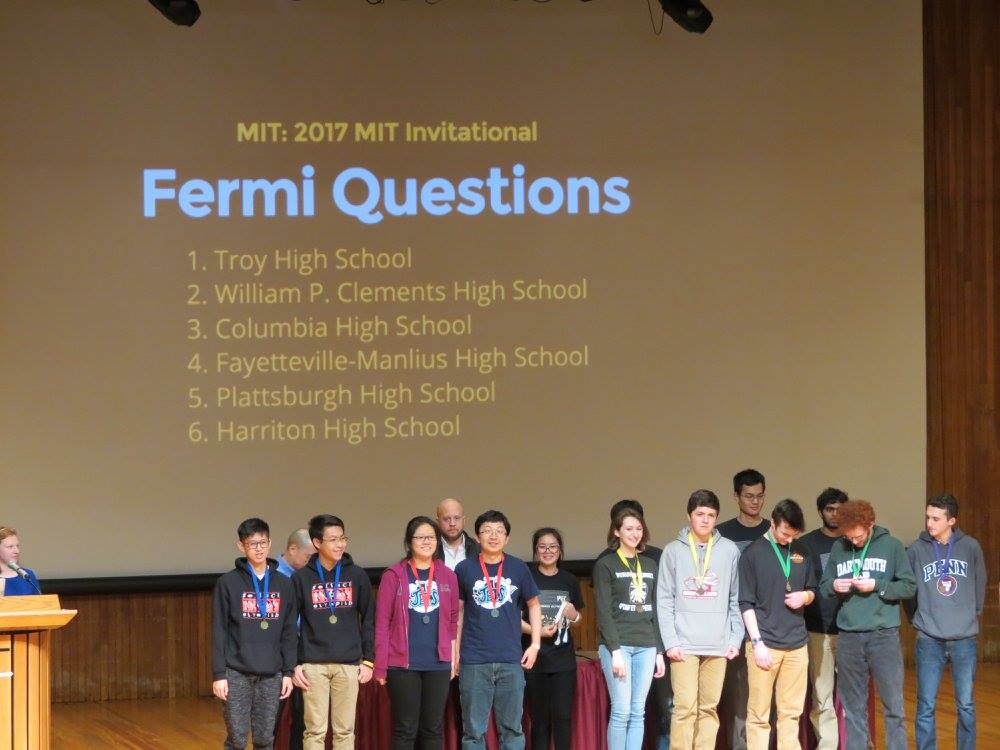 MIT: 2017 MIT Invitational
Fermi Questions
1. Troy High School
2. William P. Clements High School
3. Columbia High School
4. Fayetteville-Manlius High School
5. Plattsburgh High School
6. Harriton High School
DARTMOUTH
PENN